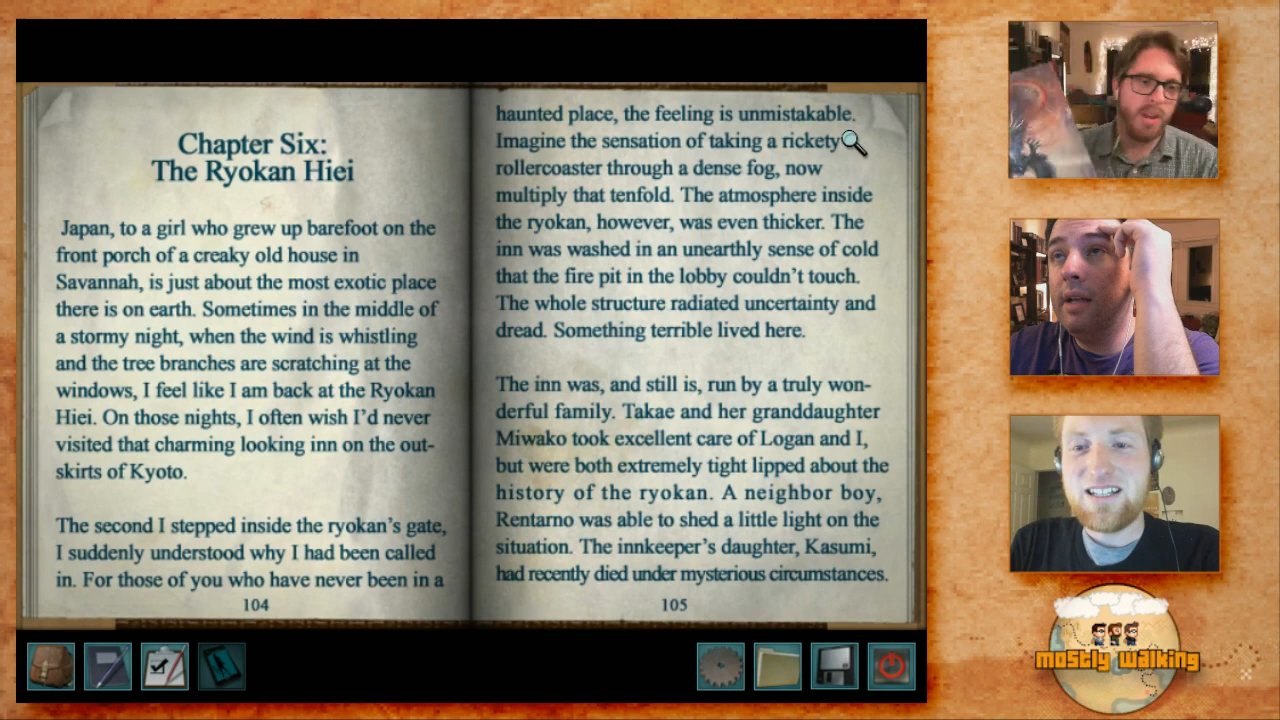 Chapter Six:
The Ryokan Hiei
Japan, to a girl who grew up barefoot on the
front porch of a creaky old house in
Savannah, is just about the most exotic place
there is on earth. Sometimes in the middle of
a stormy night, when the wind is whistling
and the tree branches are scratching at the
windows, I feel like I am back at the Ryokan
Hiei. On those nights, I often wish I’d never
visited that charming looking inn on the out-
skirts of Kyoto.
The second I stepped inside the ryokan’s gate,
I suddenly understood why I had been called
in. For those of you who have never been in a
104
haunted place, the feeling is unmistakable.
Imagine the sensation of taking a rickety
rollercoaster through a dense fog, now
multiply that tenfold. The atmosphere inside
the ryokan, however, was even thicker. The
inn was washed in an unearthly sense of cold
that the fire pit in the lobby couldn’t touch.
The whole structure radiated uncertainty and
dread. Something terrible lived here.
The inn was, and still is, run by a truly won-
derful family. Takae and her granddaughter
Miwako took excellent care of Logan and I,
but were both extremely tight lipped about the
history of the ryokan. A neighbor boy,
Rentarno was able to shed a little light on the
situation. The innkeeper’s daughter, Kasumi,
had recently died under mysterious circumstances.
105
mostly walking